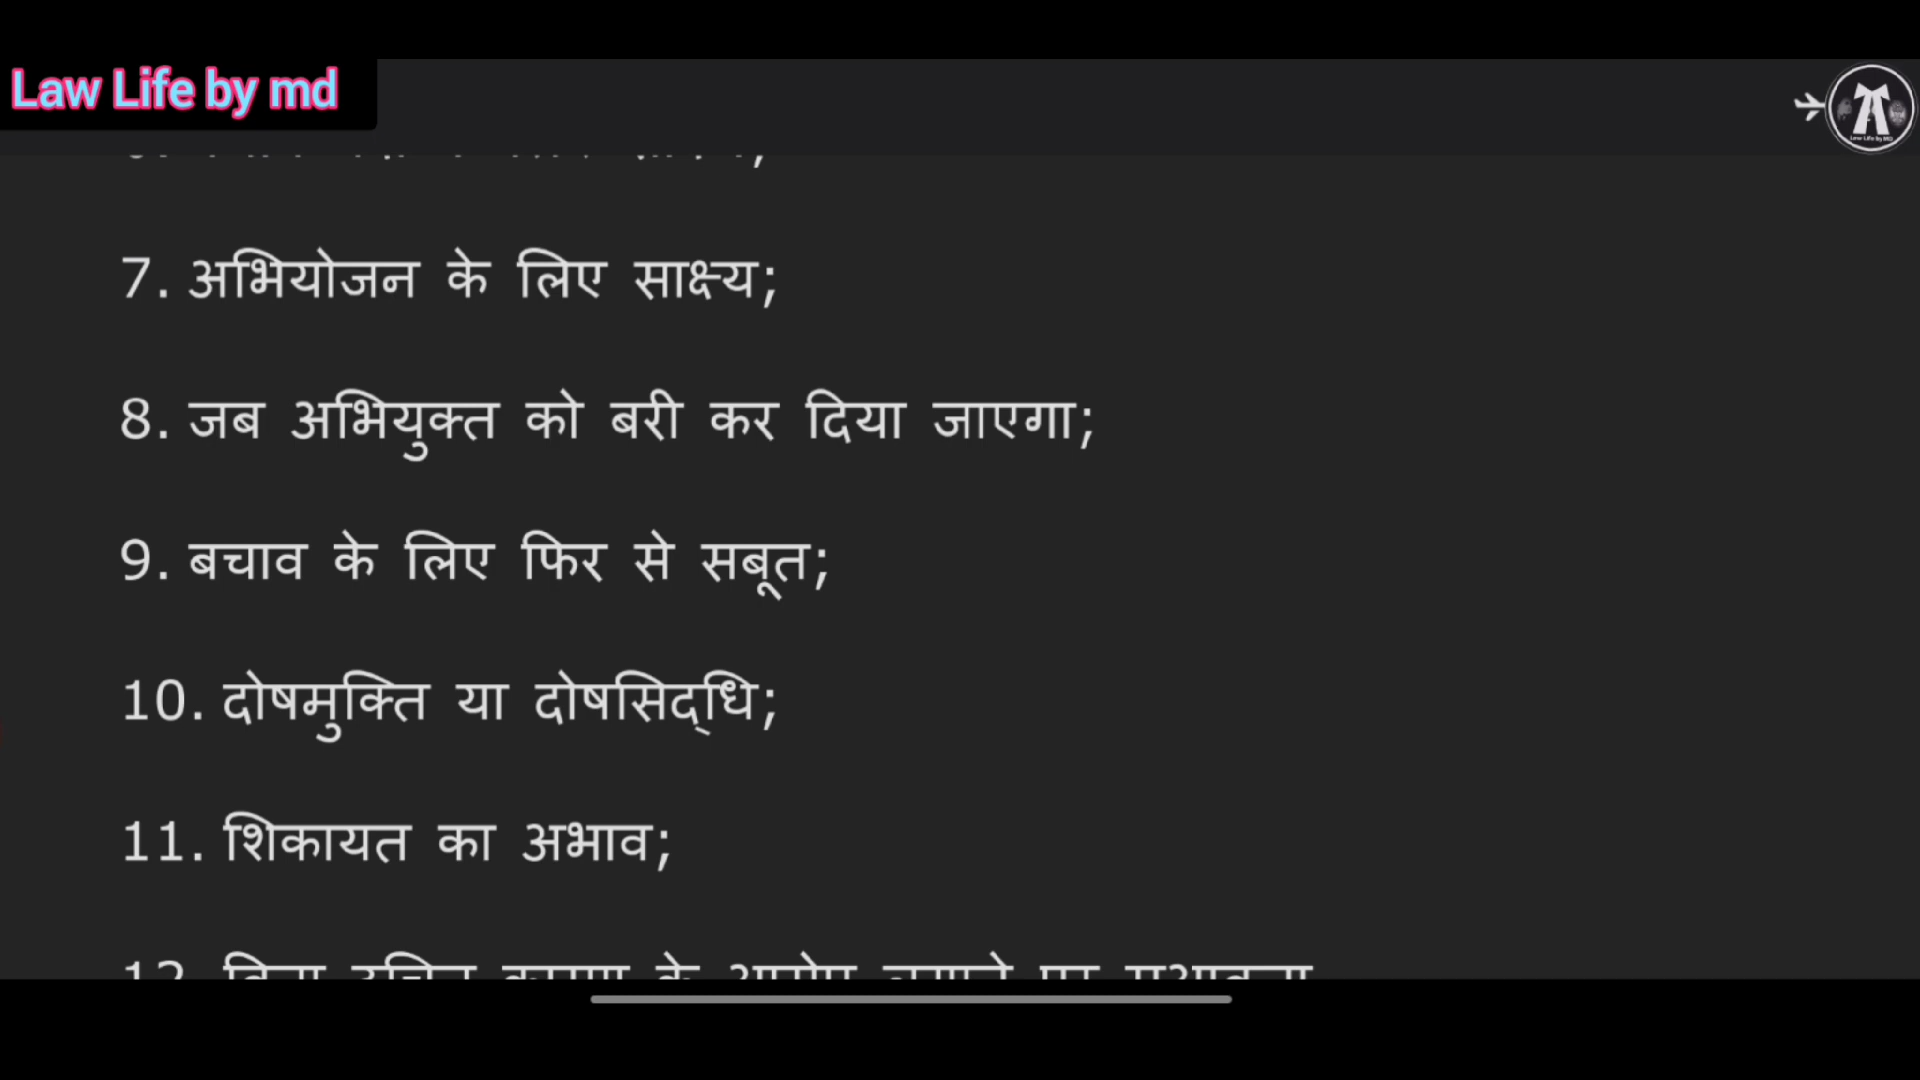 Law Life by md
7. अभियोजन के लिए साक्ष्य;
8. जब अभियुक्त को बरी कर दिया जाएगा;
9. बचाव के लिए फिर से सबूत;
10. दोषमुक्ति या दोषसिद्धि;
11. शिकायत का अभाव;